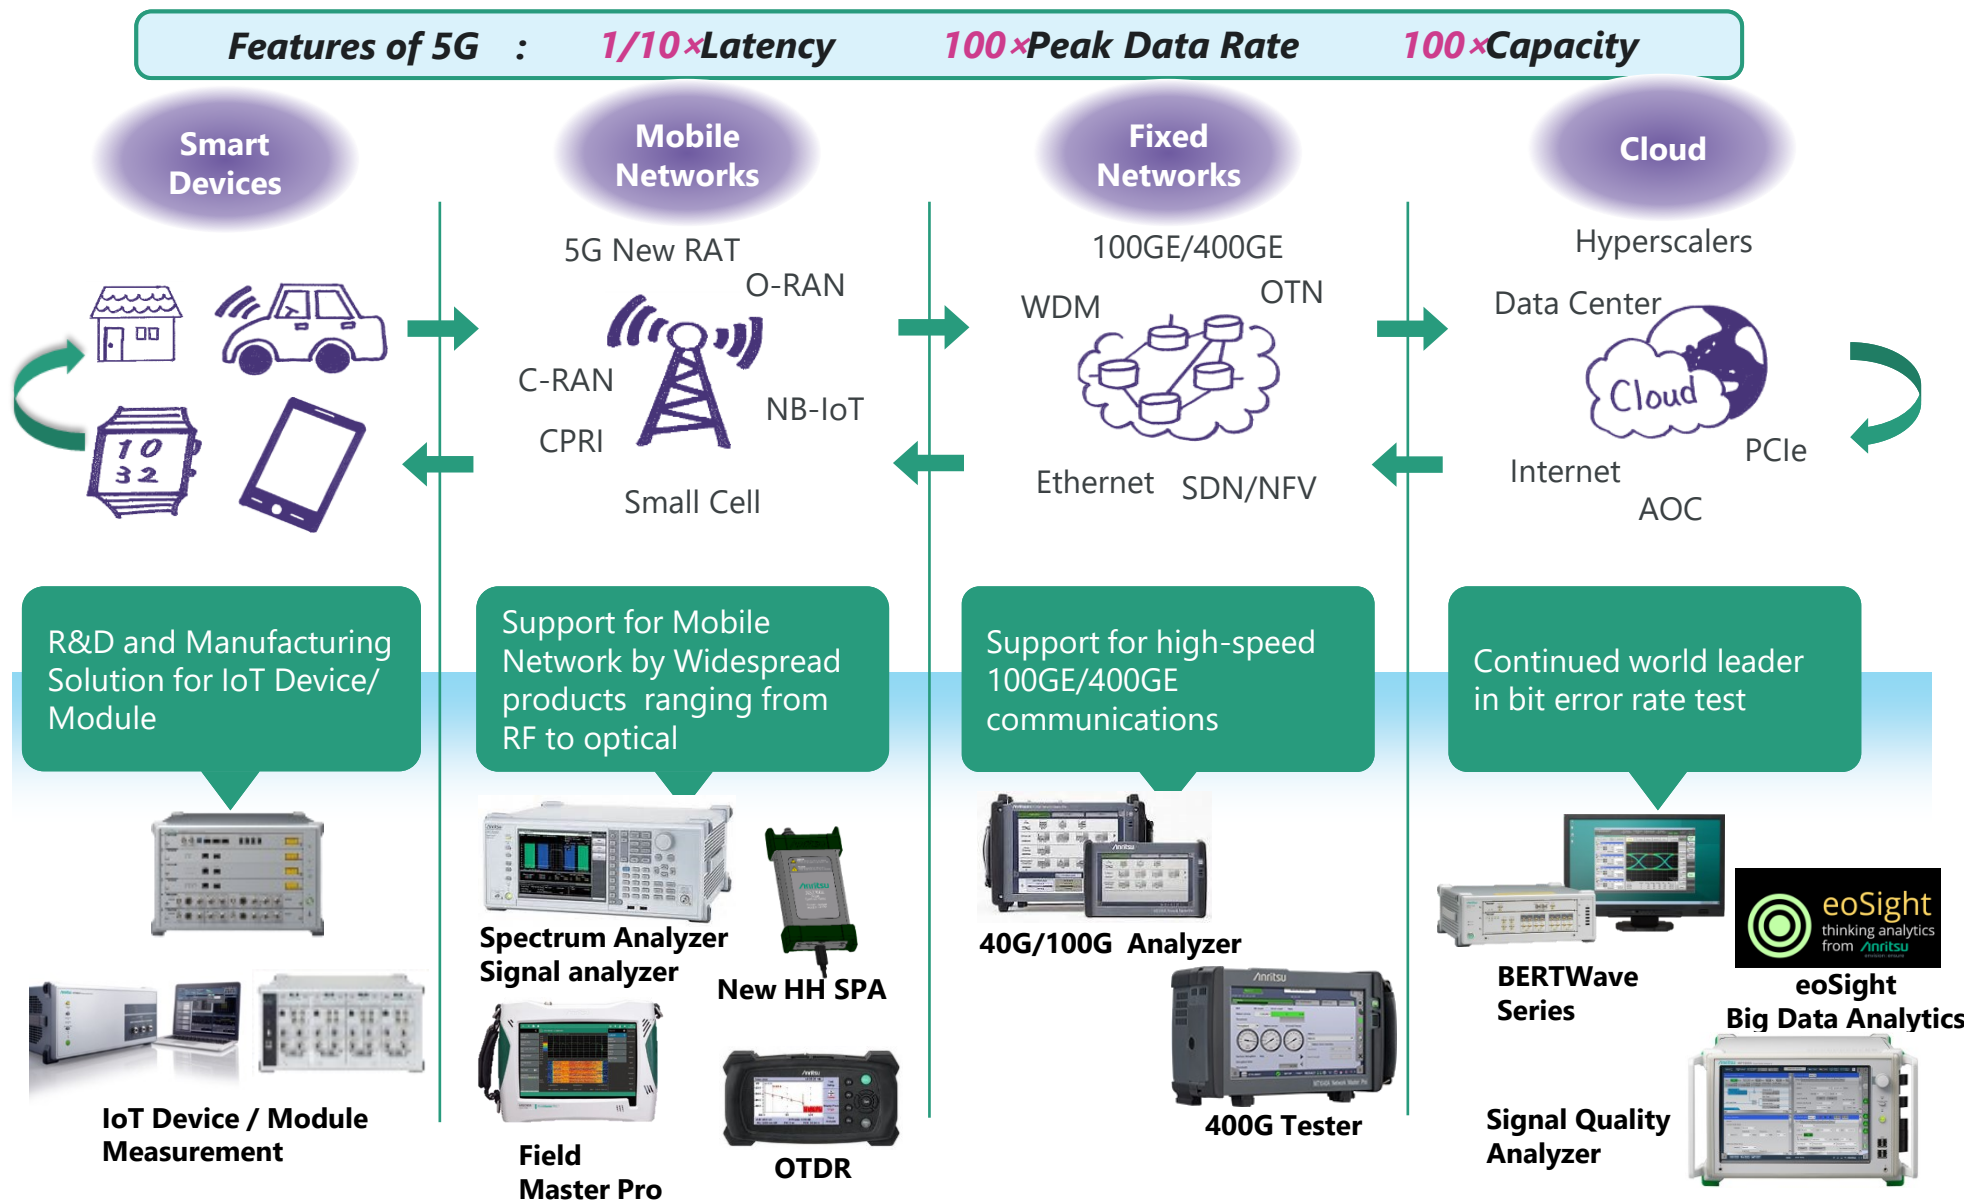 Features of 5G : 1/10×Latency 100×Peak Data Rate 100×Capacity
Smart
Devices
Mobile
Networks
Fixed
Networks
Cloud
10
32
5G New RAT
O-RAN
C-RAN
NB-IoT
CPRI
Small Cell
100GE/400GE
OTN
WDM
Ethernet
SDN/NFV
Hyperscalers
Data Center
Cloud
PCIe
Internet
AOC
R&D and Manufacturing
Solution for IoT Device/
Module
Support for Mobile
Network by Widespread
products ranging from
RF to optical
Support for high-speed
100GE/400GE
communications
Continued world leader
in bit error rate test
IoT Device / Module
Measurement
Spectrum Analyzer
Signal analyzer
Anritsu
New HH SPA
Field
Master Pro
Anritsu
OTDR
Anritsu
40G/100G Analyzer
Anritsu
400G Tester
BERTWave
Series
eoSight
thinking analytics
from Anritsu
eoSight
Big Data Analytics
Signal Quality
Analyzer